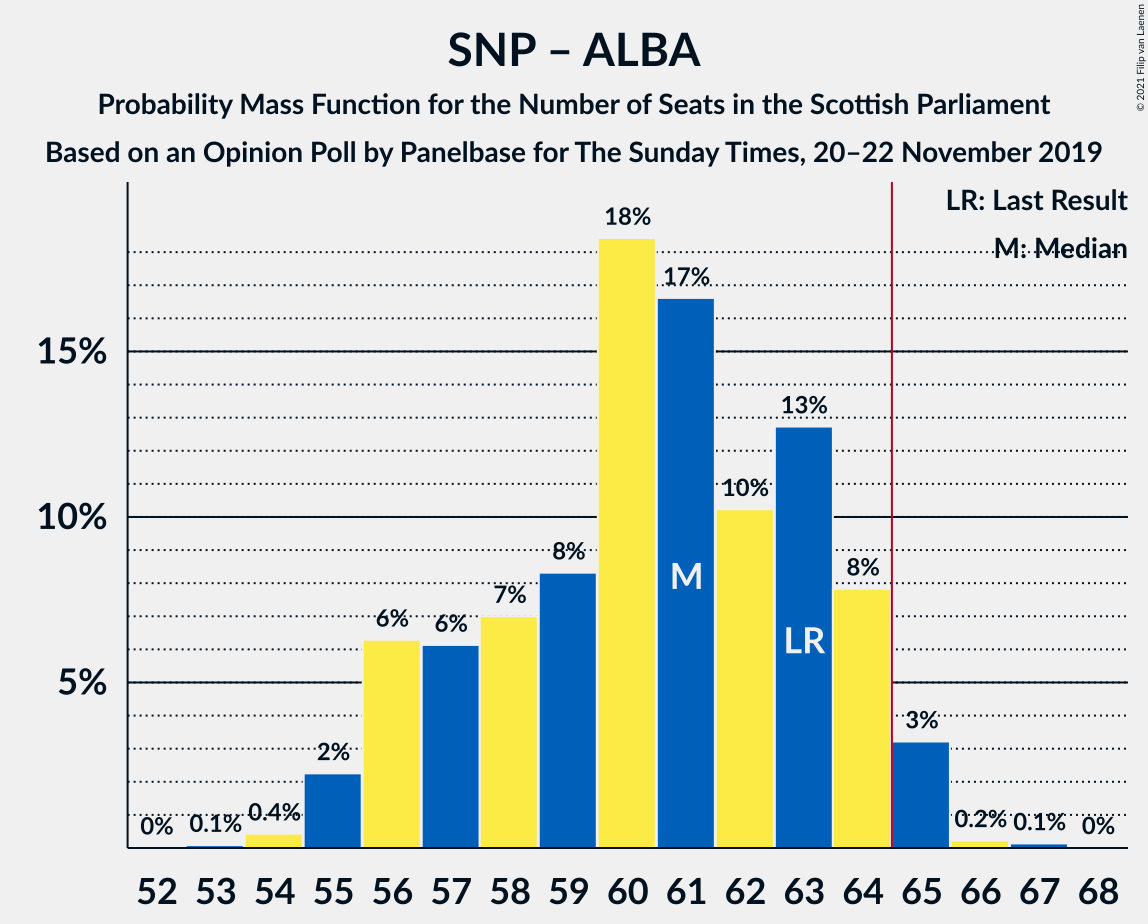 SNP – ALBA
Probability Mass Function for the Number of Seats in the Scottish Parliament
Based on an Opinion Poll by Panelbase for The Sunday Times, 20–22 November 2019
© 2021 Filip van Laenen
LR: Last Result
M: Median
18%
17%
15%
13%
10%
10%
8%
8%
M
7%
6%
6%
LR
5%
3%
2%
0%
0.1%
0.4%
0.2%
0.1%
0%
52 53 54 55 56 57 58 59 60 61 62 63 64 65 66 67 68